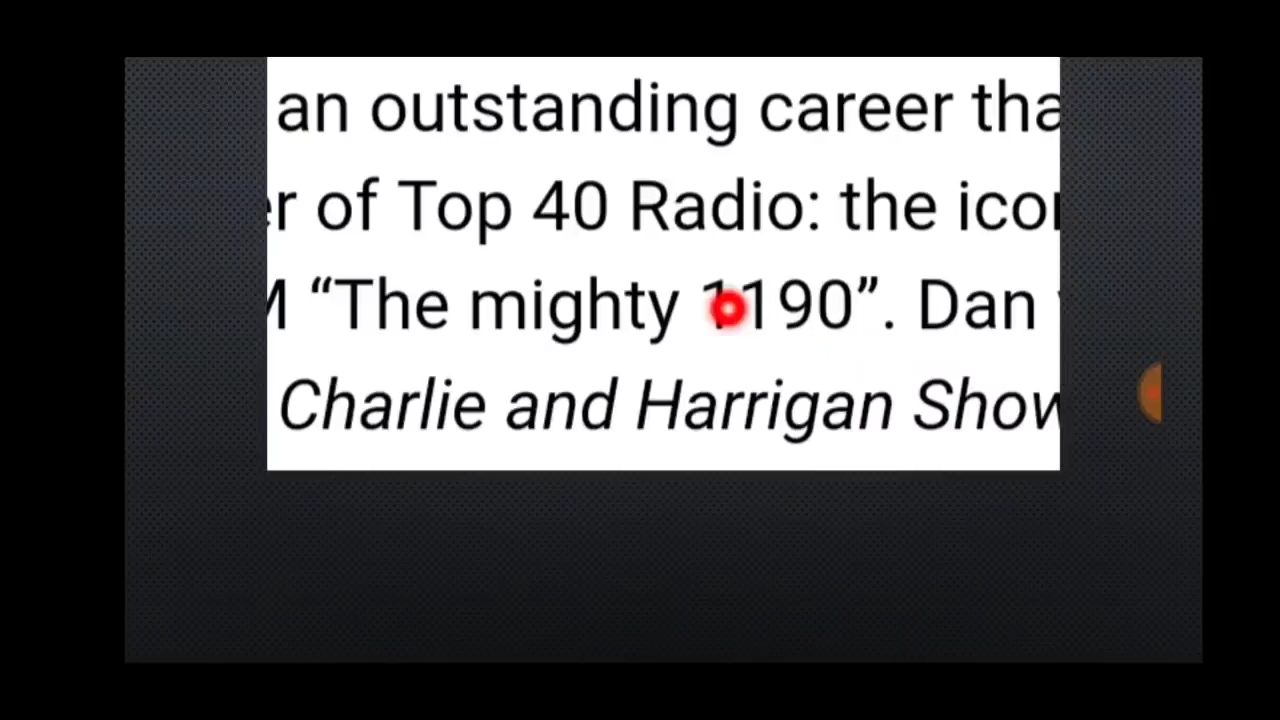 an outstanding career tha
r of Top 40 Radio: the ico
M “The mighty 1190”. Dan
Charlie and Harrigan Show